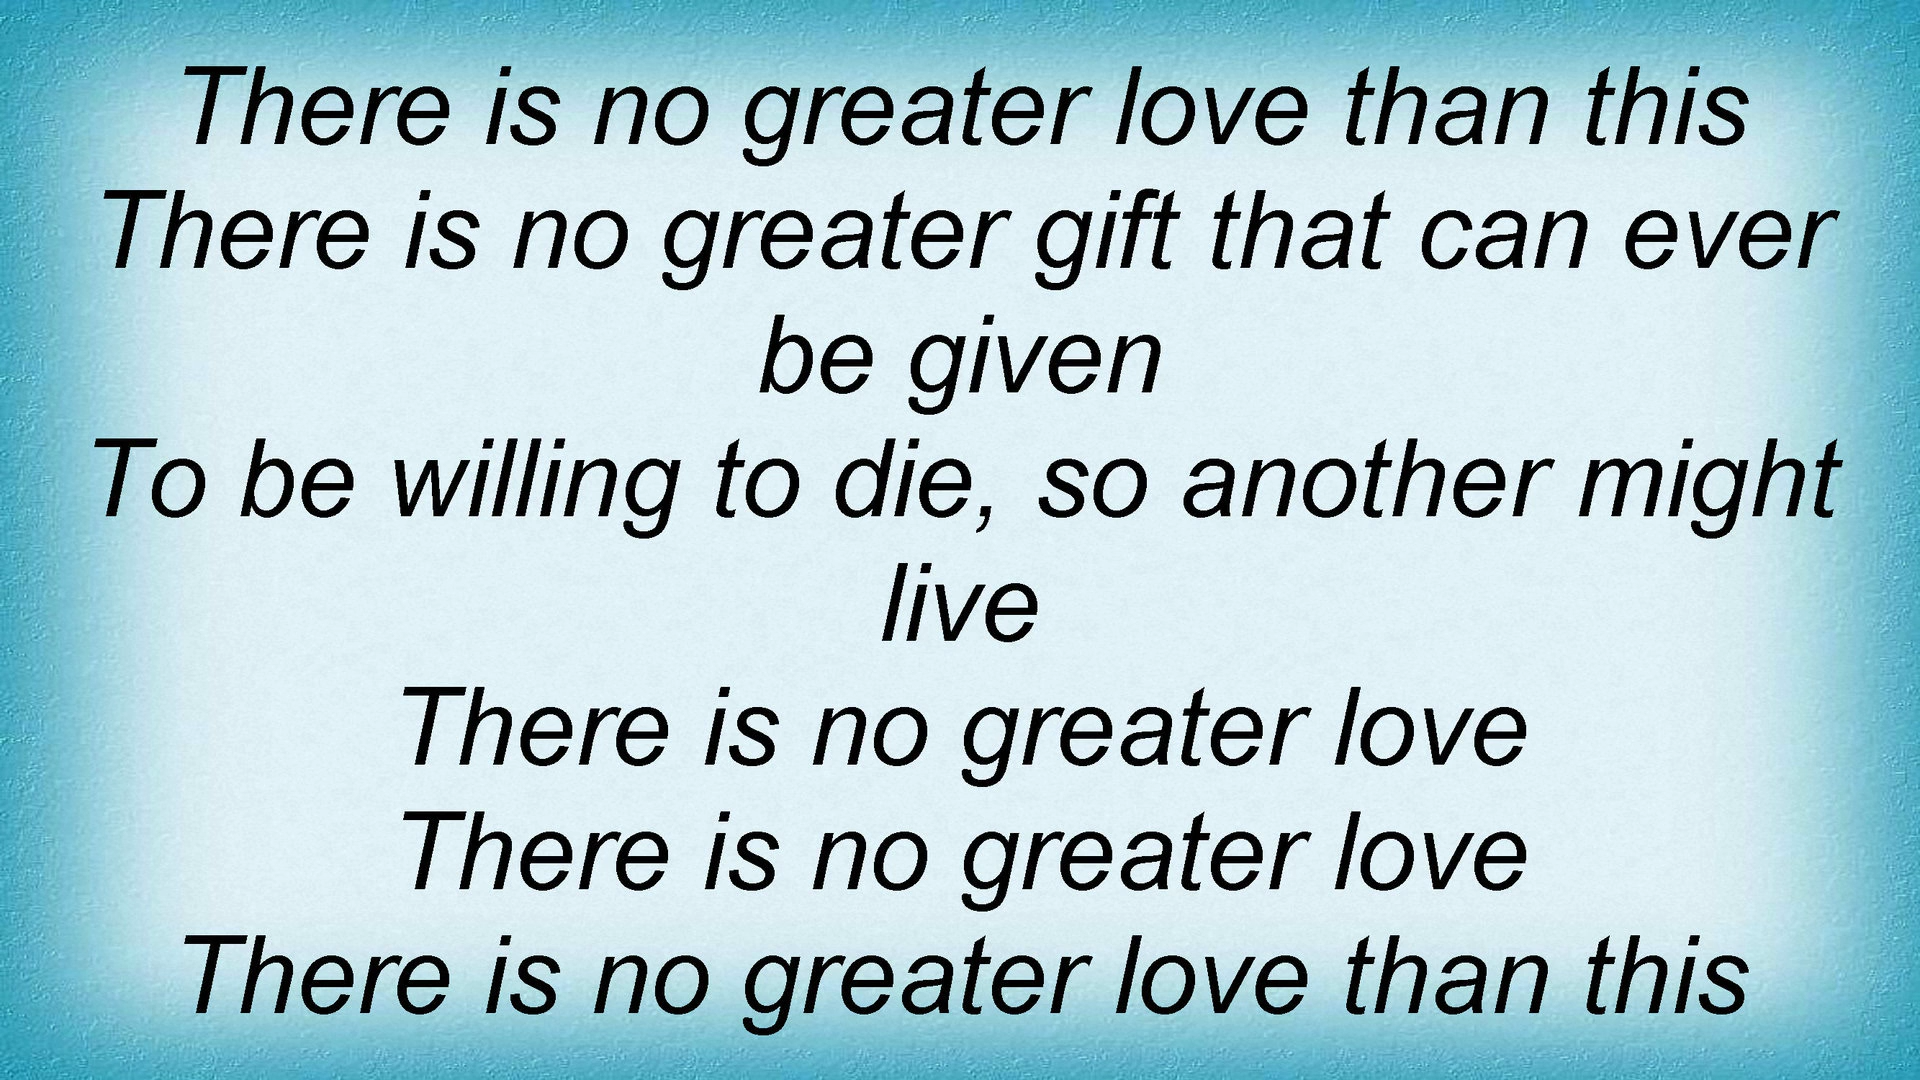 There is no greater love than this
There is no greater gift that can ever
be given
To be willing to die, so another might
live
There is no greater love
There is no greater love
There is no greater love than this